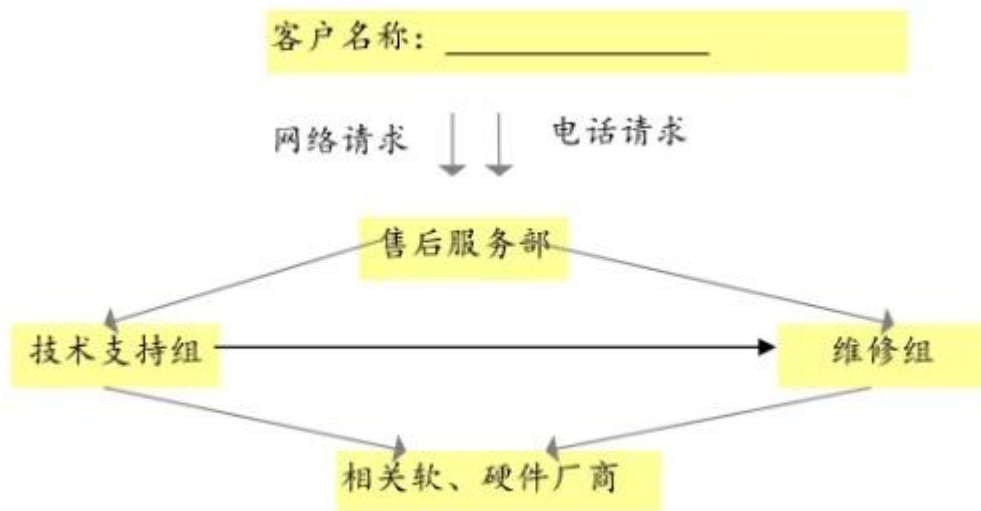 客户名称：____________
网络请求
电话请求
售后服务部
技术支持组
维修组
相关软、硬件厂商